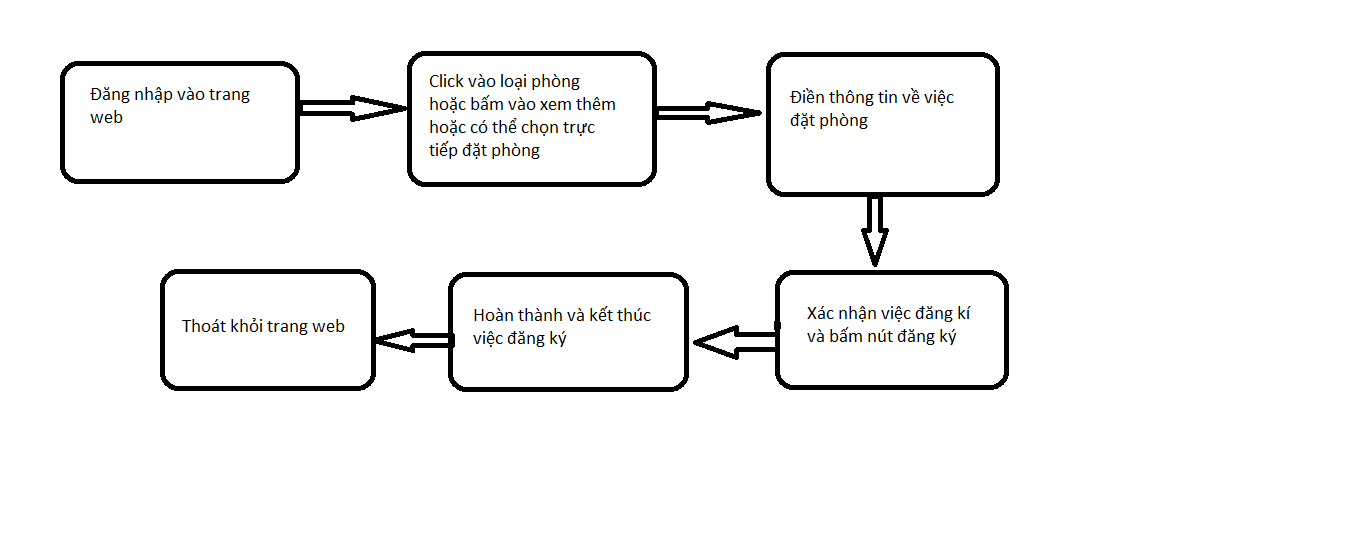 Đăng nhập vào trang
web
Click vào loại phòng
hoặc bấm vào xem thêm
hoặc có thể chọn trực
tiếp đặt phòng
Điền thông tin về việc
đặt phòng
Xác nhận việc đăng kí
và bấm nút đăng ký
Hoàn thành và kết thúc
việc đăng ký
Thoát khỏi trang web